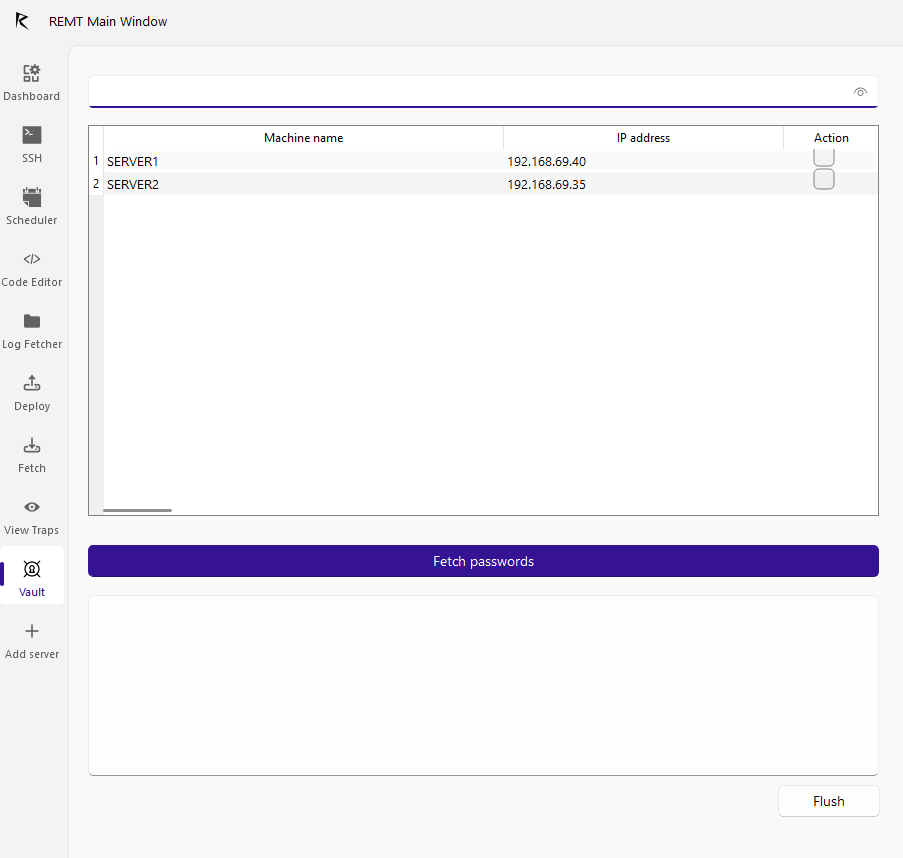 REMT Main Window
Dashboard
SSH
Scheduler
Code Editor
Log Fetcher
Deploy
Fetch
View Traps
Vault
Add server
Machine name IP address Action
1 SERVER1 192.168.69.40
2 SERVER2 192.168.69.35
Fetch passwords
Flush